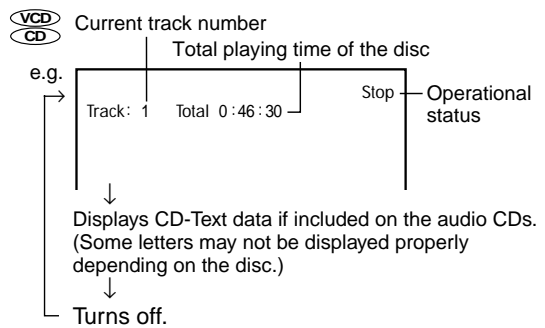 VCD
CD
Current track number
Total playing time of the disc
e.g.
Track: 1 Total 0:46:30
Stop
Operational
status
Displays CD-Text data if included on the audio CDs.
(Some letters may not be displayed properly
depending on the disc.)
Turns off.